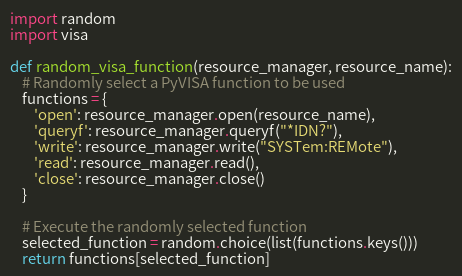 import random
import visa

def random_visa_function(resource_manager, resource_name):
    # Randomly select a PyVISA function to be used
    functions = {
        'open': resource_manager.open(resource_name),
        'queryf': resource_manager.queryf("*IDN?"),
        'write': resource_manager.write("SYSTem:REMote"),
        'read': resource_manager.read(),
        'close': resource_manager.close()
    }

    # Execute the randomly selected function
    selected_function = random.choice(list(functions.keys()))
    return functions[selected_function]